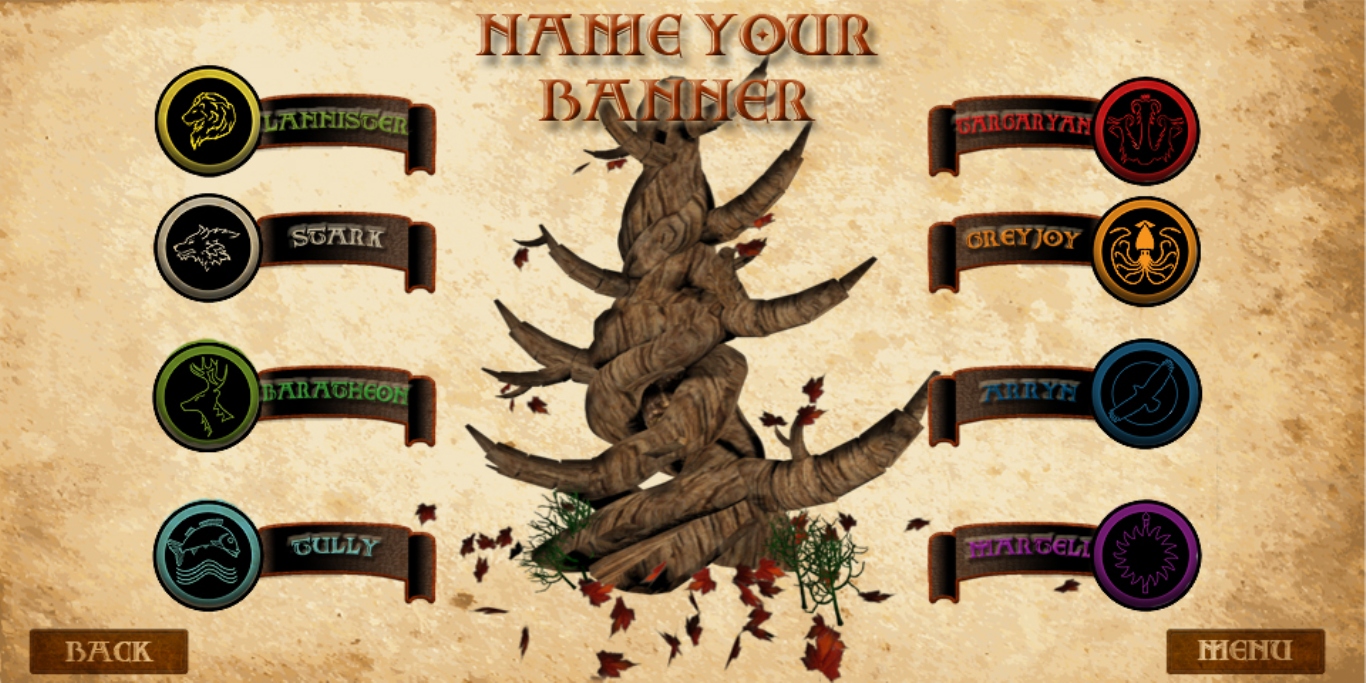 NAME YOUR
BANNER
LANNISTER
TARGARYAN
STARK
GREYJOY
BARATHEON
ARRYN
TULLY
MARTELL
BACK
MENU